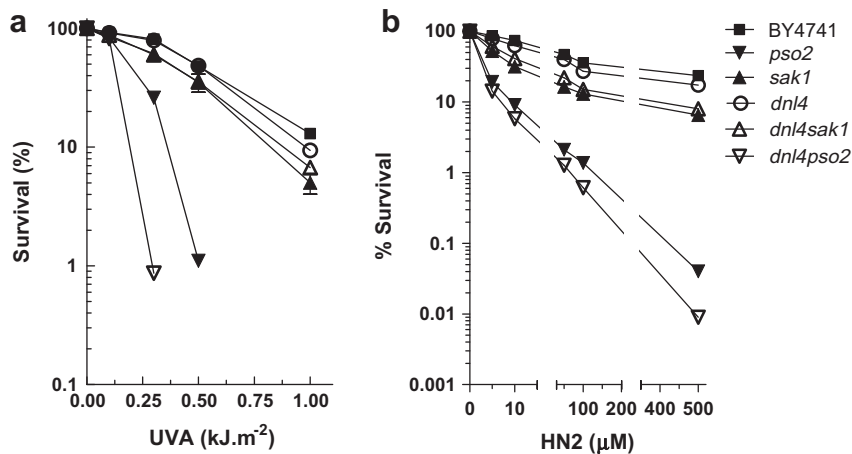 a
100
10
1
0.1
Survival (%)
0.00 0.25 0.50 0.75 1.00
UVA (kJ.m-2)
b
100
10
1
0.1
0.01
0.001
% Survival
0 10 100 200 400 500
HN2 (μM)
BY4741
pso2
sak1
dnl4
dnl4sak1
dnl4pso2